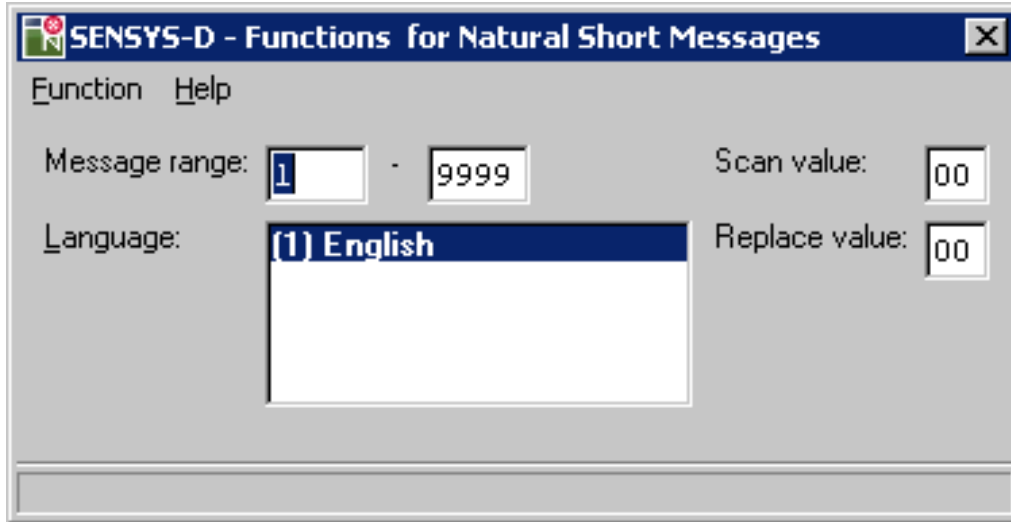 SENSYS-D - Functions for Natural Short Messages
Function Help
Message range: 1 - 9999 Scan value: 00
Language: (1) English Replace value: 00